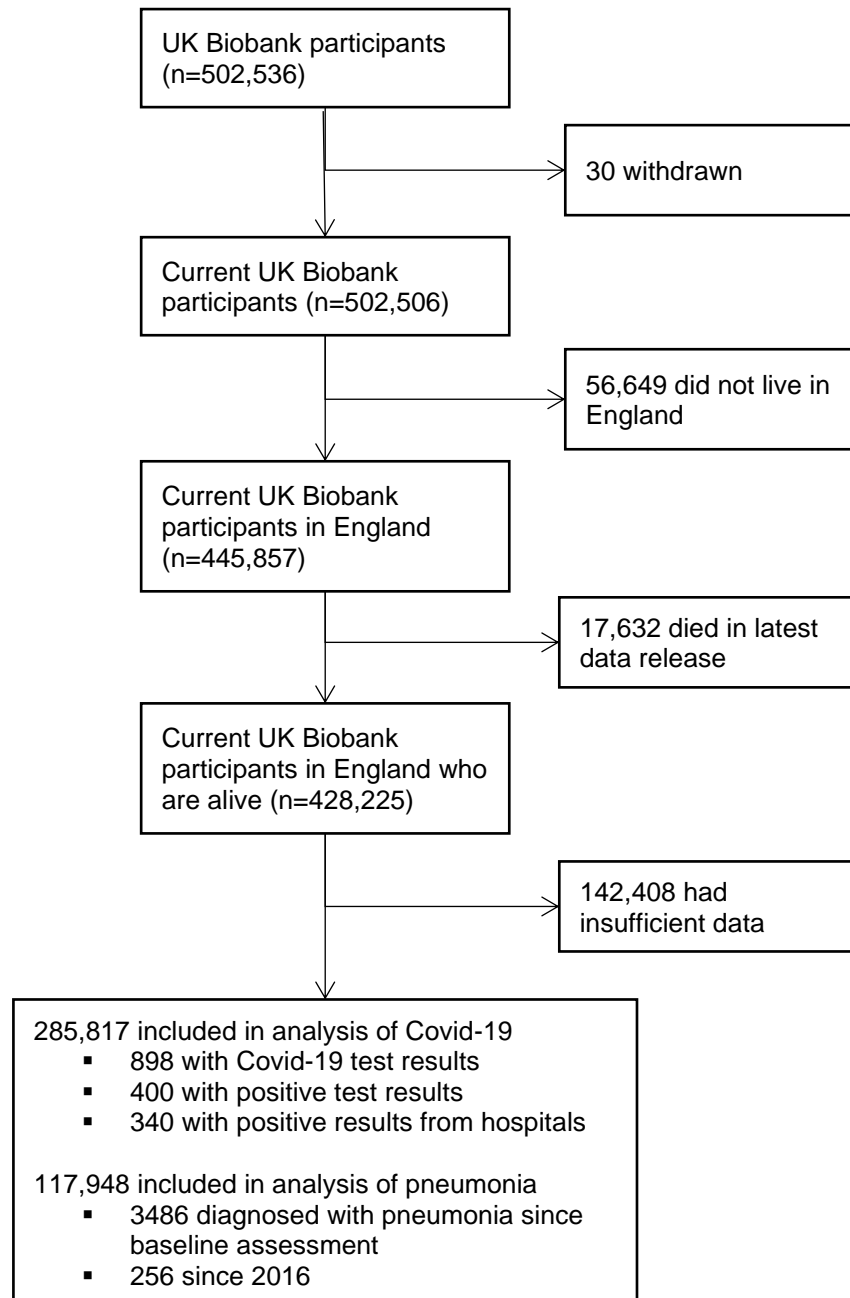 UK Biobank participants
(n=502,536)
30 withdrawn
Current UK Biobank
participants (n=502,506)
56,649 did not live in
England
Current UK Biobank
participants in England
(n=445,857)
17,632 died in latest
data release
Current UK Biobank
participants in England who
are alive (n=428,225)
142,408 had
insufficient data
285,817 included in analysis of Covid-19
▪ 898 with Covid-19 test results
▪ 400 with positive test results
▪ 340 with positive results from hospitals
117,948 included in analysis of pneumonia
▪ 3486 diagnosed with pneumonia since
baseline assessment
▪ 256 since 2016